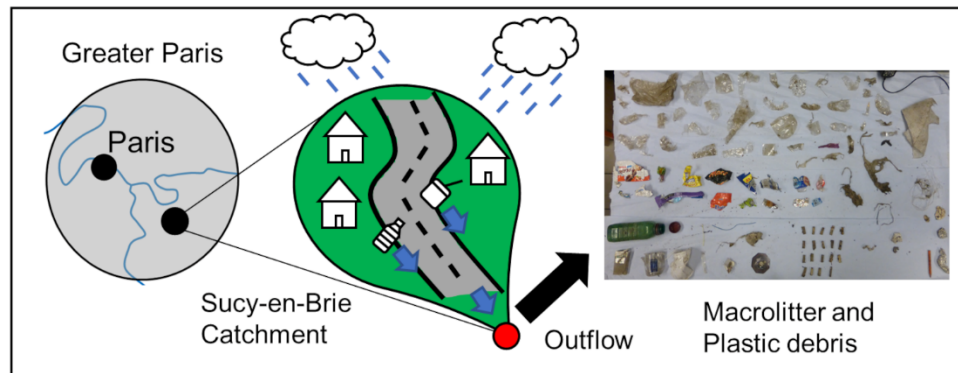 Greater Paris
Paris
Sucy-en-Brie
Catchment
Outflow
Macrolitter and
Plastic debris